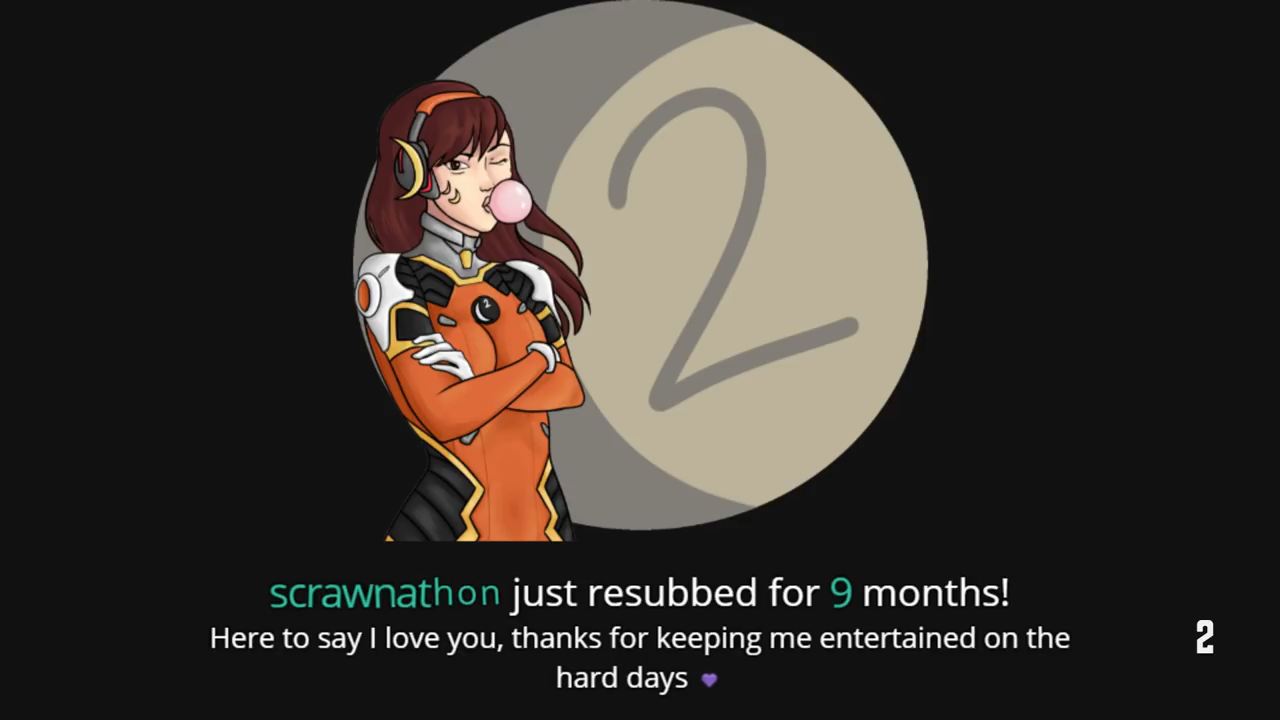 2
2
scrawnathon just resubbed for 9 months!
Here to say I love you, thanks for keeping me entertained on the
hard days 💜
2